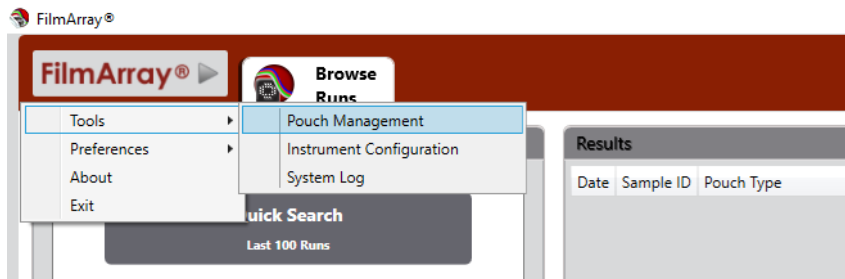 FilmArray®
FilmArray®
Browse
Runs
Tools
Pouch Management
Preferences
Instrument Configuration
About
System Log
Exit
Results
Date Sample ID Pouch Type
uick Search
Last 100 Runs